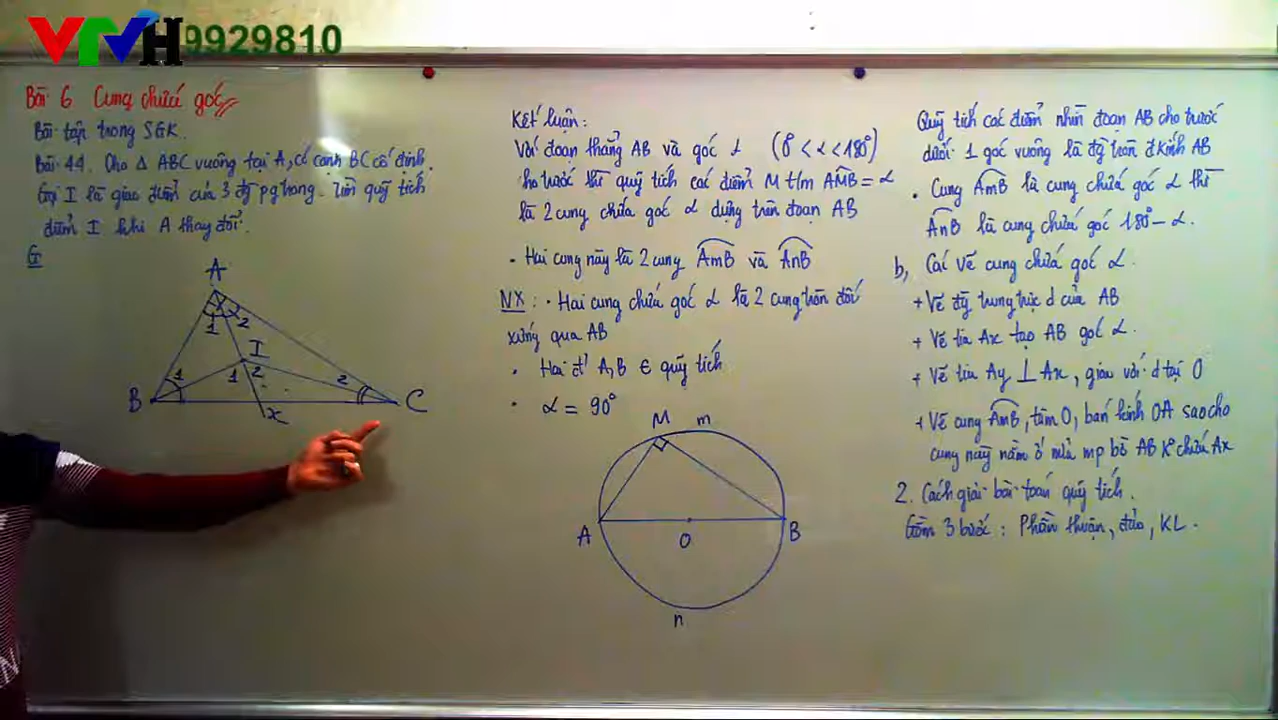 VTVH 9929810
Bài 6 Cung chứa góc
Bài tập trong SGK.
Bài 44. Cho Δ ABC vuông tại A, có cạnh BC cố định
Gọi I là giao điểm của 3 đg pg trong. Tìm quỹ tích
điểm I khi A thay đổi.
G
A
1 2
I
B 1 1 2 2 C
x
Kết luận:
Với đoạn thẳng AB và góc α (0° < α < 180°)
cho trước thì quỹ tích các điểm M t/m AMB = α
là 2 cung chứa góc α dựng trên đoạn AB
. Hai cung này là 2 cung AmB và AnB
NX : . Hai cung chứa góc α là 2 cung tròn đối
xứng qua AB
. Hai đ' A, B ∈ quỹ tích
. α = 90°
M m
A O B
n
Quỹ tích các điểm nhìn đoạn AB cho trước
dưới 1 góc vuông là đg tròn đkính AB
. Cung AmB là cung chứa góc α thì
AnB là cung chứa góc 180° - α.
b, Các vẽ cung chứa góc α.
+ Vẽ đg trung trực d của AB
+ Vẽ tia Ax tạo AB góc α.
+ Vẽ tia Ay ⊥ Ax, giao với d tại O
+ Vẽ cung AmB, tâm O, bán kính OA sao cho
cung này nằm ở nửa mp bờ AB K° chứa Ax
2. Cách giải bài toán quỹ tích.
Gồm 3 bước : Phần thuận, đảo, KL.